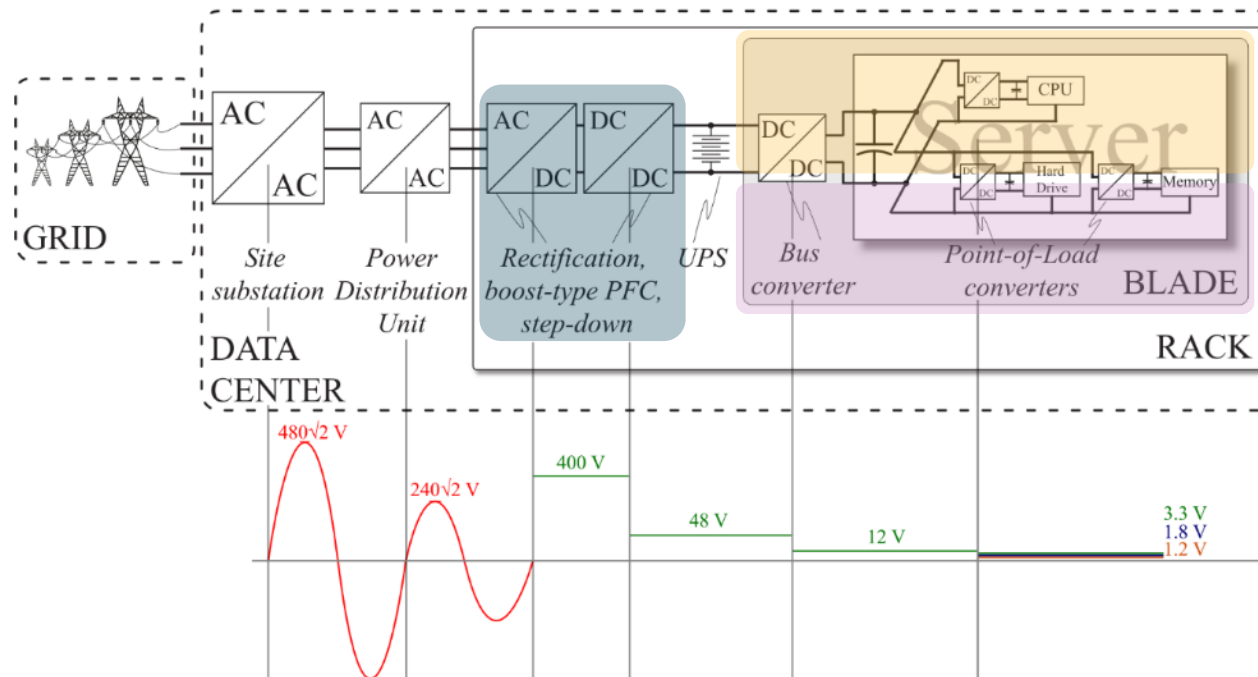 GRID
DATA
CENTER
RACK
BLADE
Server
AC
AC
AC
AC
AC
DC
DC
DC
DC
DC
DC
DC
CPU
DC
DC
Hard
Drive
DC
DC
Memory
Site
substation
Power
Distribution
Unit
Rectification,
boost-type PFC,
step-down
UPS
Bus
converter
Point-of-Load
converters
480√2 V
240√2 V
400 V
48 V
12 V
3.3 V
1.8 V
1.2 V